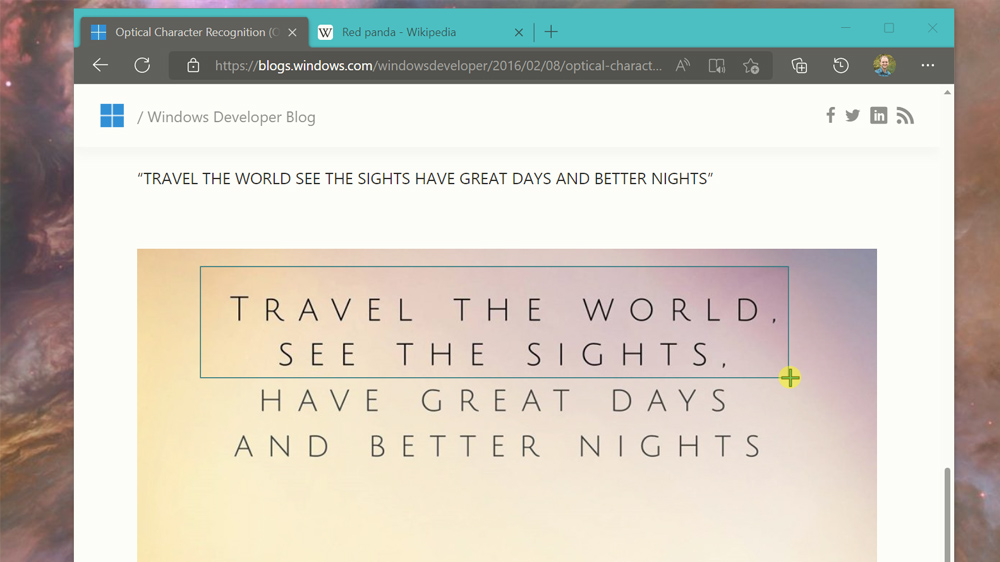 Optical Character Recognition (O
Red panda - Wikipedia
https://blogs.windows.com/windowsdeveloper/2016/02/08/optical-charact...
/ Windows Developer Blog
“TRAVEL THE WORLD SEE THE SIGHTS HAVE GREAT DAYS AND BETTER NIGHTS”
TRAVEL THE WORLD,
SEE THE SIGHTS,
HAVE GREAT DAYS
AND BETTER NIGHTS